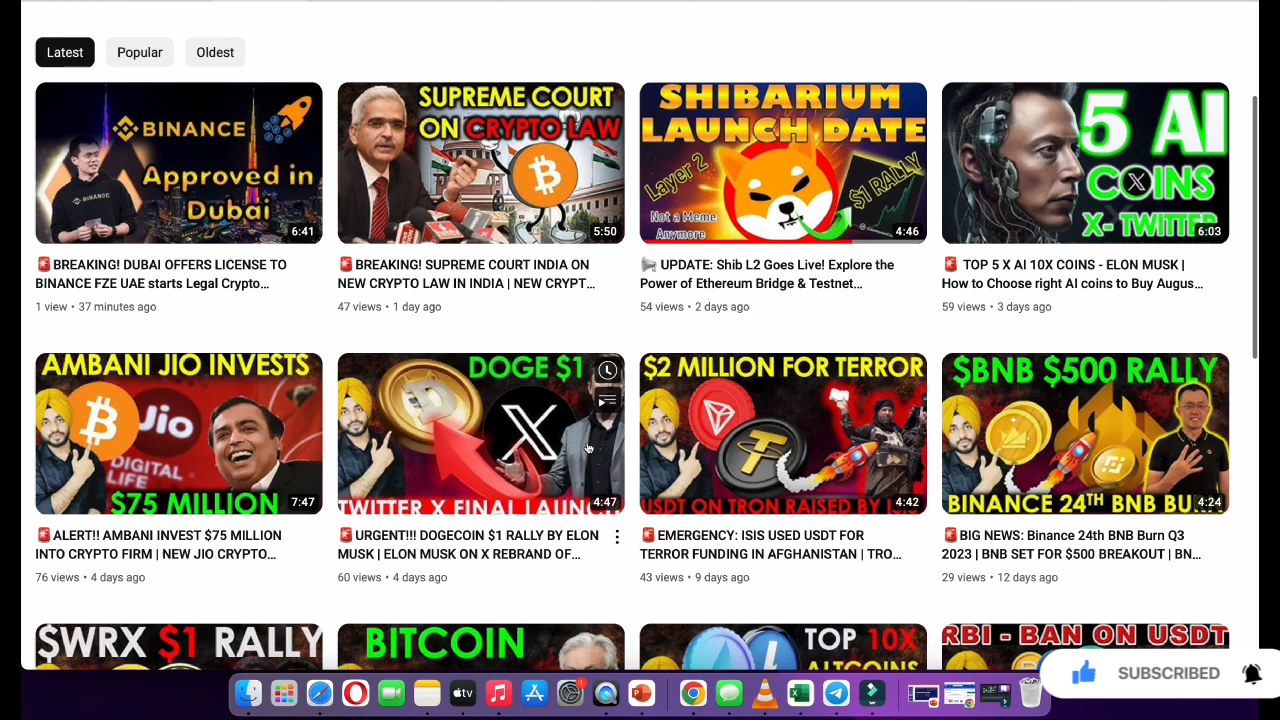 Latest
Popular
Oldest
BINANCE
Approved in
Dubai
BINANCE
6:41
SUPREME COURT
ON CRYPTO LAW
5:50
SHIBARIUM
LAUNCH DATE
Layer 2
$1 RALLY
Not a Meme
Anymore
4:46
5 AI
COINS
X- TWITTER
6:03
🚨BREAKING! DUBAI OFFERS LICENSE TO
BINANCE FZE UAE starts Legal Crypto…
1 view • 37 minutes ago
🚨BREAKING! SUPREME COURT INDIA ON
NEW CRYPTO LAW IN INDIA | NEW CRYPT…
47 views • 1 day ago
📢 UPDATE: Shib L2 Goes Live! Explore the
Power of Ethereum Bridge & Testnet…
54 views • 2 days ago
🚨 TOP 5 X AI 10X COINS - ELON MUSK |
How to Choose right AI coins to Buy Augus…
59 views • 3 days ago
AMBANI JIO INVESTS
Jio
DIGITAL
LIFE
$75 MILLION
7:47
DOGE $1
TWITTER X FINAL LAUNCH
4:47
$2 MILLION FOR TERROR
USDT ON TRON RAISED BY
4:42
$BNB $500 RALLY
BINANCE 24TH BNB BURN
4:24
🚨ALERT!! AMBANI INVEST $75 MILLION
INTO CRYPTO FIRM | NEW JIO CRYPTO…
76 views • 4 days ago
🚨URGENT!!! DOGECOIN $1 RALLY BY ELON
MUSK | ELON MUSK ON X REBRAND OF…
60 views • 4 days ago
🚨EMERGENCY: ISIS USED USDT FOR
TERROR FUNDING IN AFGHANISTAN | TRO…
43 views • 9 days ago
🚨BIG NEWS: Binance 24th BNB Burn Q3
2023 | BNB SET FOR $500 BREAKOUT | BN…
29 views • 12 days ago
$WRX $1 RALLY
BITCOIN
TOP 10X
ALTCOINS
RBI - BAN ON USDT
tv
1
SUBSCRIBED